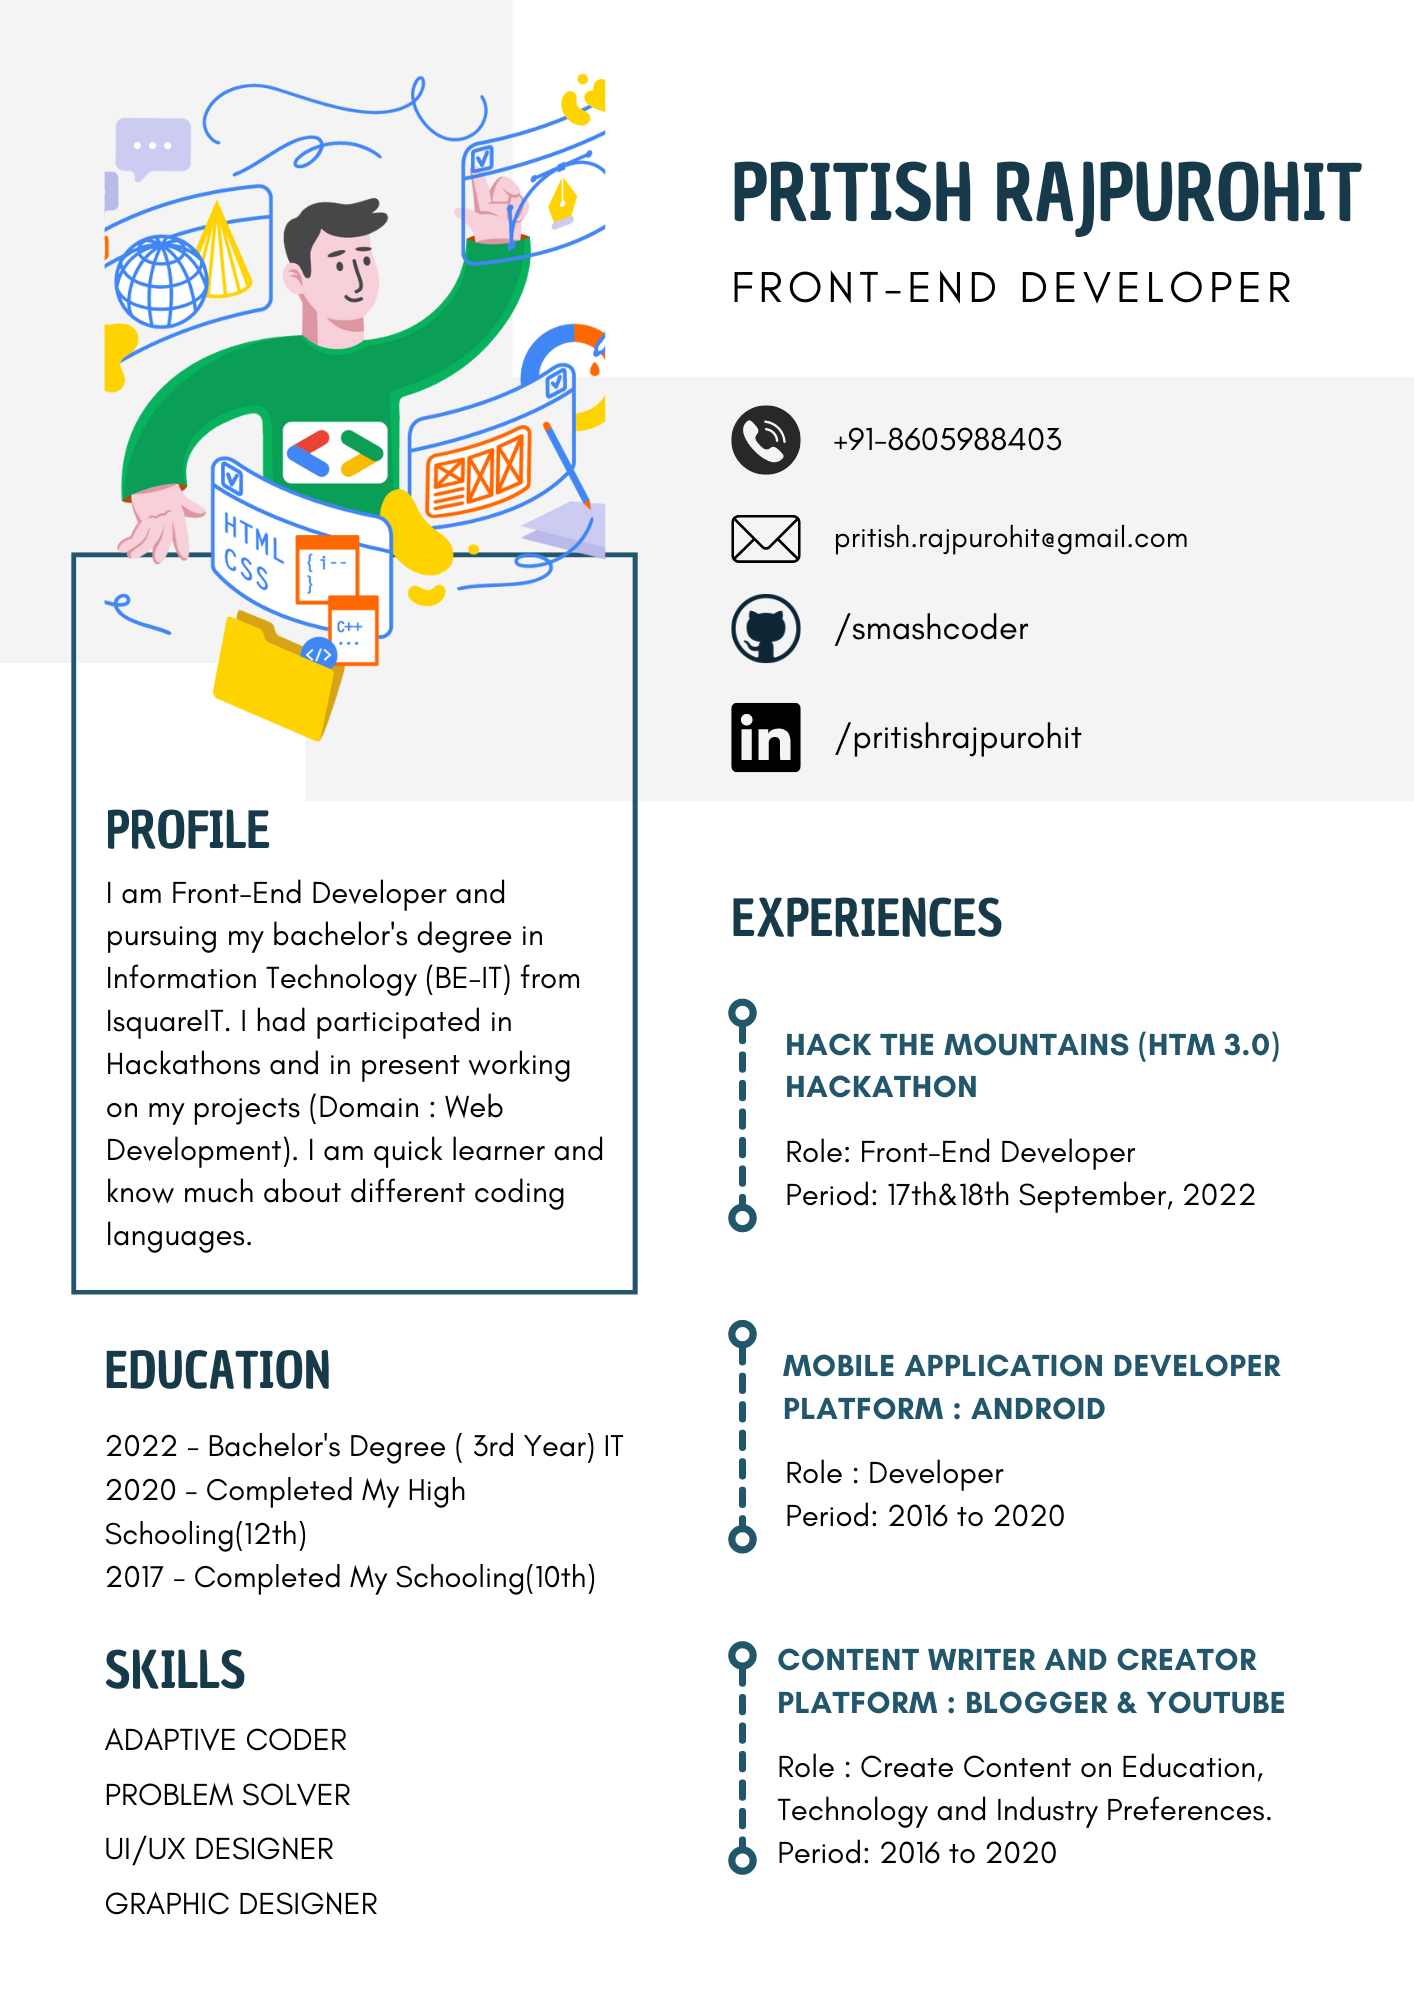 PRITISH RAJPUROHIT
FRONT-END DEVELOPER
+91-8605988403
pritish.rajpurohit@gmail.com
/smashcoder
in
/pritishrajpurohit
HTML
CSS
{ i--
}
C++
...
</>
PROFILE
I am Front-End Developer and
pursuing my bachelor's degree in
Information Technology (BE-IT) from
IsquareIT. I had participated in
Hackathons and in present working
on my projects (Domain : Web
Development). I am quick learner and
know much about different coding
languages.
EDUCATION
2022 - Bachelor's Degree ( 3rd Year) IT
2020 - Completed My High
Schooling(12th)
2017 - Completed My Schooling(10th)
SKILLS
ADAPTIVE CODER
PROBLEM SOLVER
UI/UX DESIGNER
GRAPHIC DESIGNER
EXPERIENCES
HACK THE MOUNTAINS (HTM 3.0)
HACKATHON
Role: Front-End Developer
Period: 17th&18th September, 2022
MOBILE APPLICATION DEVELOPER
PLATFORM : ANDROID
Role : Developer
Period: 2016 to 2020
CONTENT WRITER AND CREATOR
PLATFORM : BLOGGER & YOUTUBE
Role : Create Content on Education,
Technology and Industry Preferences.
Period: 2016 to 2020